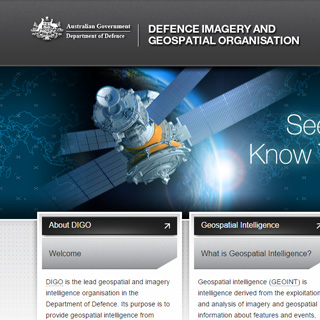 Australian Government
Department of Defence
DEFENCE IMAGERY AND
GEOSPATIAL ORGANISATION
See
Know
About DIGO
Welcome
DIGO is the lead geospatial and imagery
intelligence organisation in the
Department of Defence. Its purpose is to
provide geospatial intelligence from
Geospatial Intelligence
What is Geospatial Intelligence?
Geospatial intelligence (GEOINT) is
intelligence derived from the exploitation
and analysis of imagery and geospatial
information about features and events,